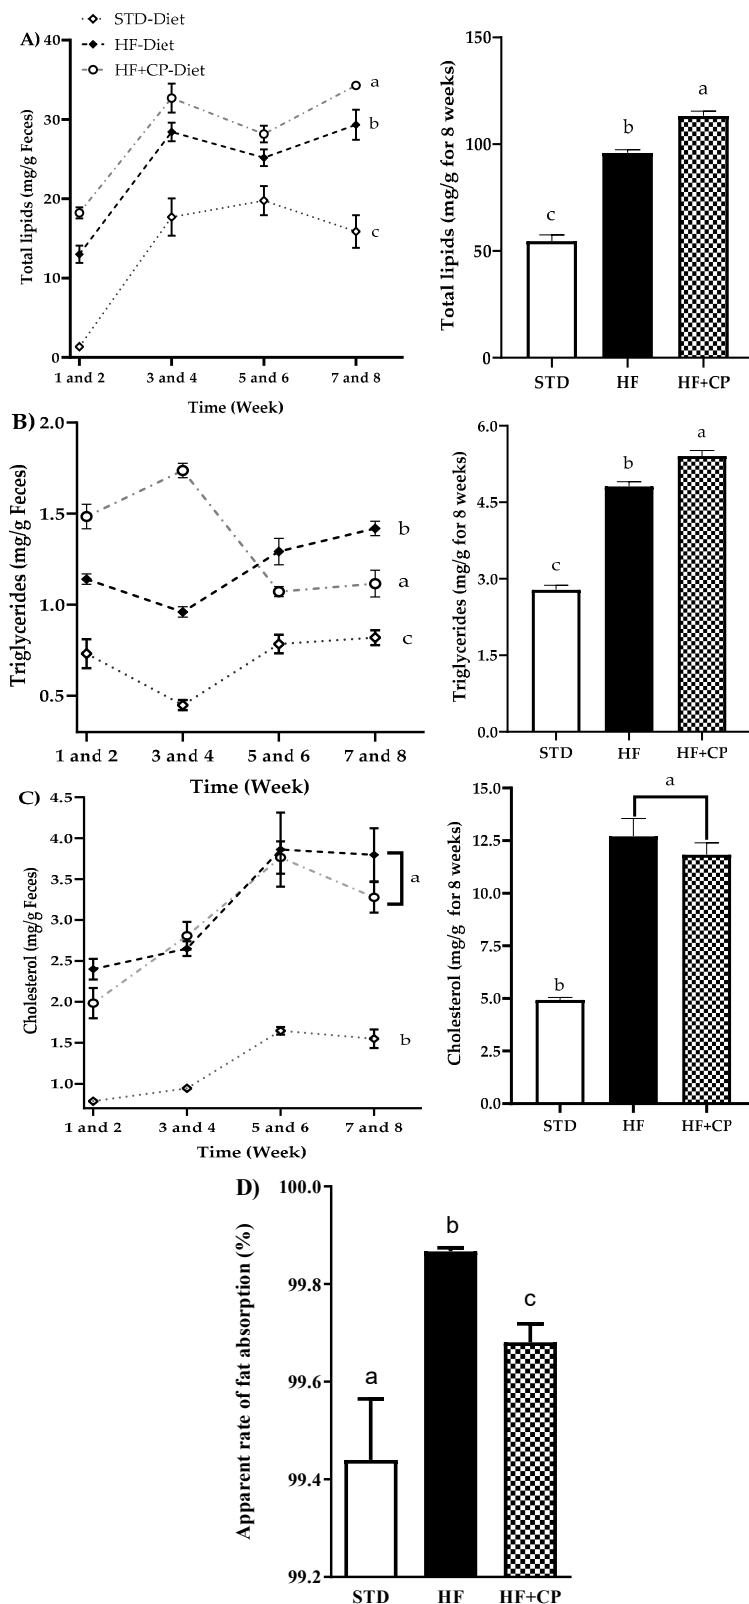 STD-Diet
HF-Diet
HF+CP-Diet
A)
Total lipids (mg/g Feces)
40
30
20
10
0
a
b
c
1 and 2 3 and 4 5 and 6 7 and 8
Time (Week)
Total lipids (mg/g for 8 weeks)
150
100
50
0
c
b
a
STD HF HF+CP
B)
Triglycerides (mg/g Feces)
2.0
1.5
1.0
0.5
b
a
c
1 and 2 3 and 4 5 and 6 7 and 8
Time (Week)
Triglycerides (mg/g for 8 weeks)
6.0
4.5
3.0
1.5
0.0
c
b
a
STD HF HF+CP
C)
Cholesterol (mg/g Feces)
4.5
4.0
3.5
3.0
2.5
2.0
1.5
1.0
a
b
1 and 2 3 and 4 5 and 6 7 and 8
Time (Week)
Cholesterol (mg/g for 8 weeks)
15.0
12.5
10.0
7.5
5.0
2.5
0.0
b
a
STD HF HF+CP
D)
Apparent rate of fat absorption (%)
100.0
99.8
99.6
99.4
99.2
a
b
c
STD HF HF+CP